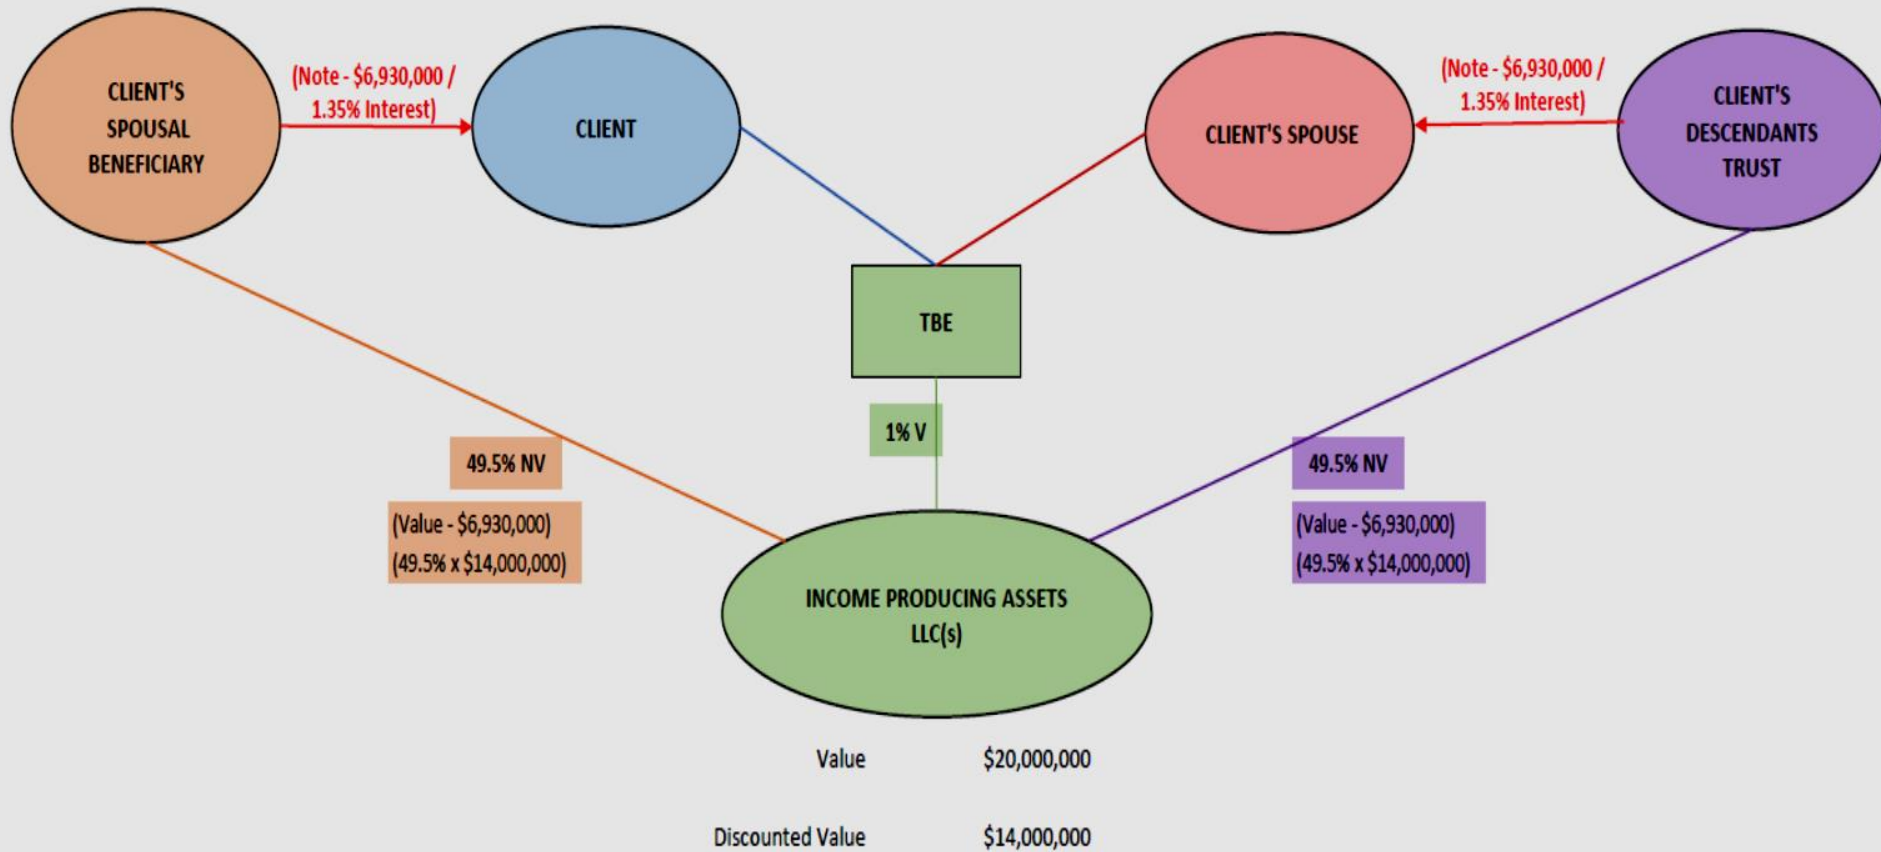 CLIENT'S
SPOUSAL
BENEFICIARY
(Note - $6,930,000 /
1.35% Interest)
CLIENT
CLIENT'S SPOUSE
(Note - $6,930,000 /
1.35% Interest)
CLIENT'S
DESCENDANTS
TRUST
TBE
1% V
49.5% NV
(Value - $6,930,000)
(49.5% x $14,000,000)
49.5% NV
(Value - $6,930,000)
(49.5% x $14,000,000)
INCOME PRODUCING ASSETS
LLC(s)
Value $20,000,000
Discounted Value $14,000,000